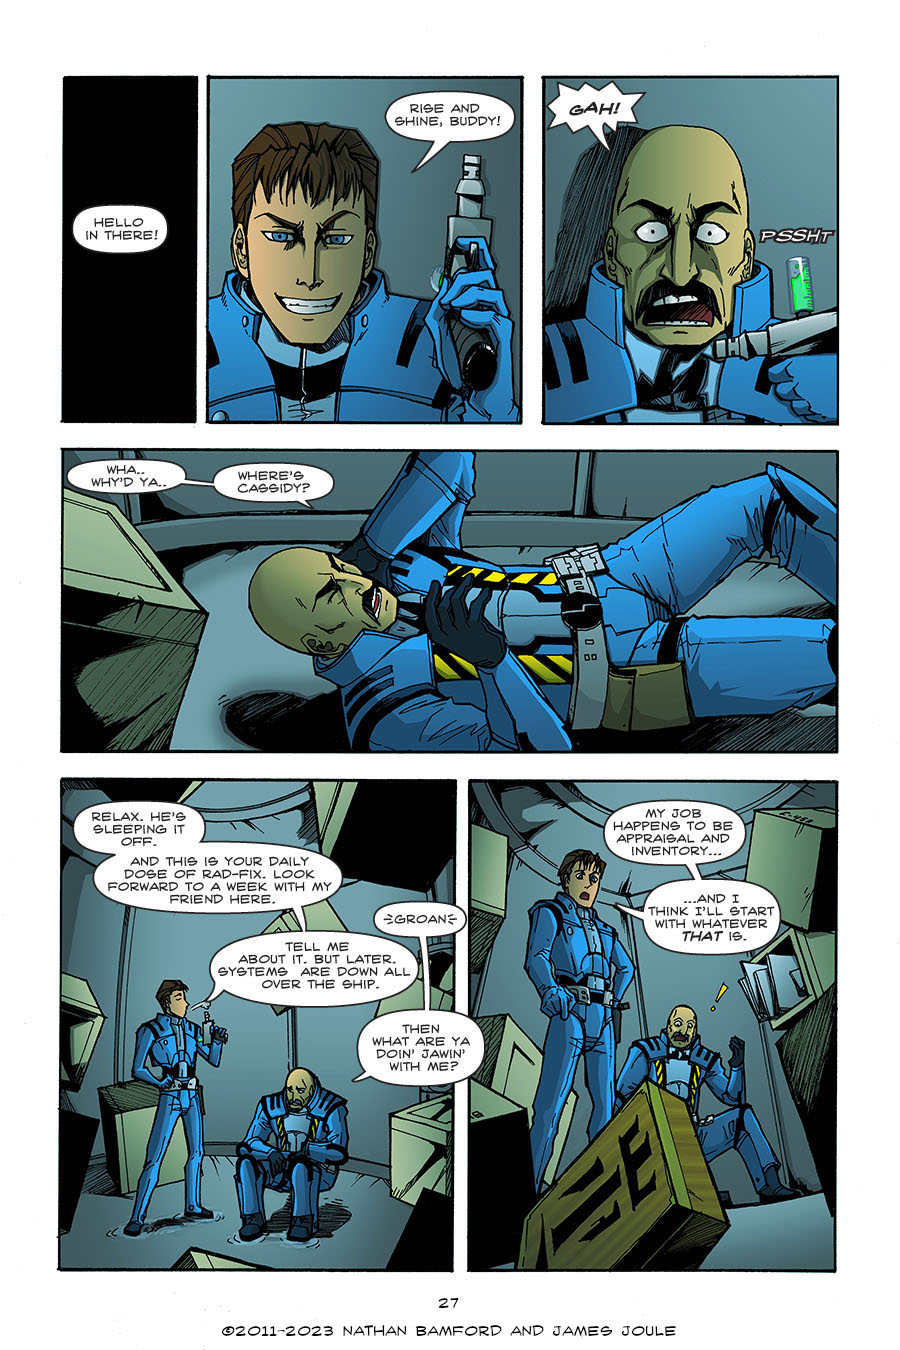 HELLO
IN THERE!
RISE AND
SHINE, BUDDY!
GAH!
PSSHT
WHA..
WHY'D YA..
WHERE'S
CASSIDY?
RELAX. HE'S
SLEEPING IT
OFF.
AND THIS IS YOUR DAILY
DOSE OF RAD-FIX. LOOK
FORWARD TO A WEEK WITH MY
FRIEND HERE.
GROAN
TELL ME
ABOUT IT. BUT LATER.
SYSTEMS ARE DOWN ALL
OVER THE SHIP.
THEN
WHAT ARE YA
DOIN' JAWIN'
WITH ME?
MY JOB
HAPPENS TO BE
APPRAISAL AND
INVENTORY...
...AND I
THINK I'LL START
WITH WHATEVER
THAT IS.
!
27
©2011-2023 NATHAN BAMFORD AND JAMES JOULE